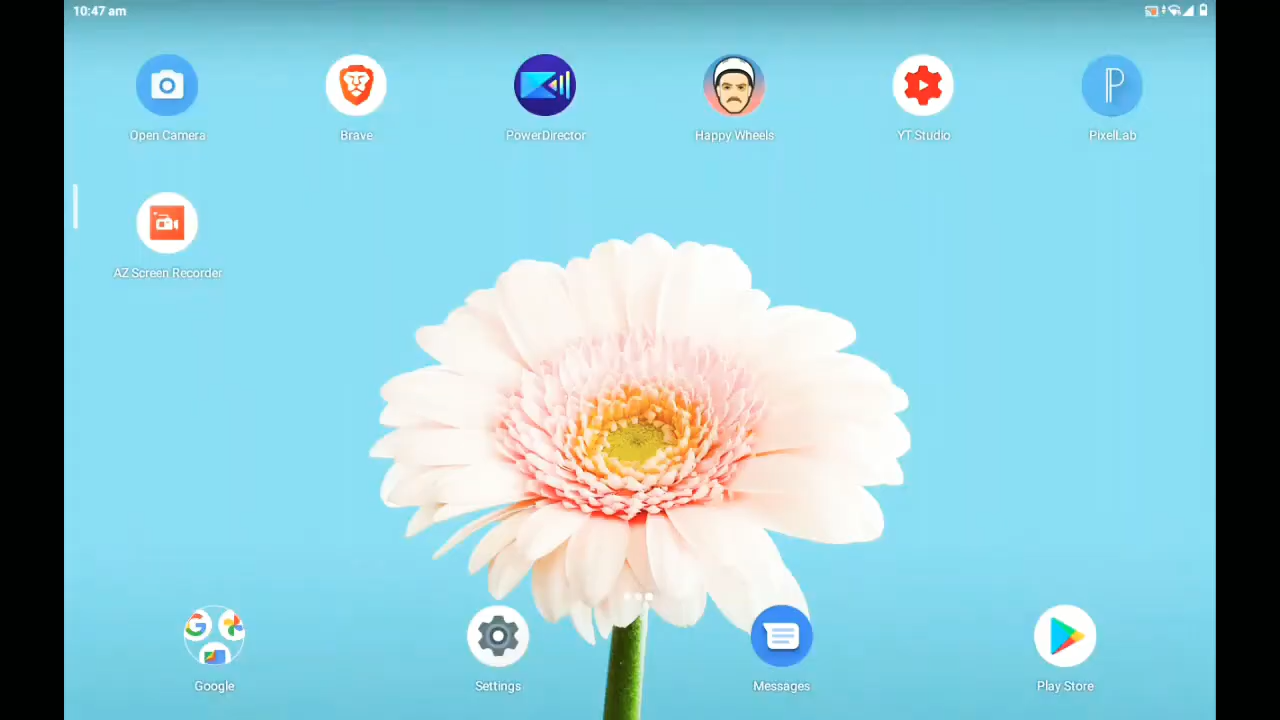 10:47 am
Open Camera
Brave
PowerDirector
Happy Wheels
YT Studio
PixelLab
AZ Screen Recorder
Google
Settings
Messages
Play Store